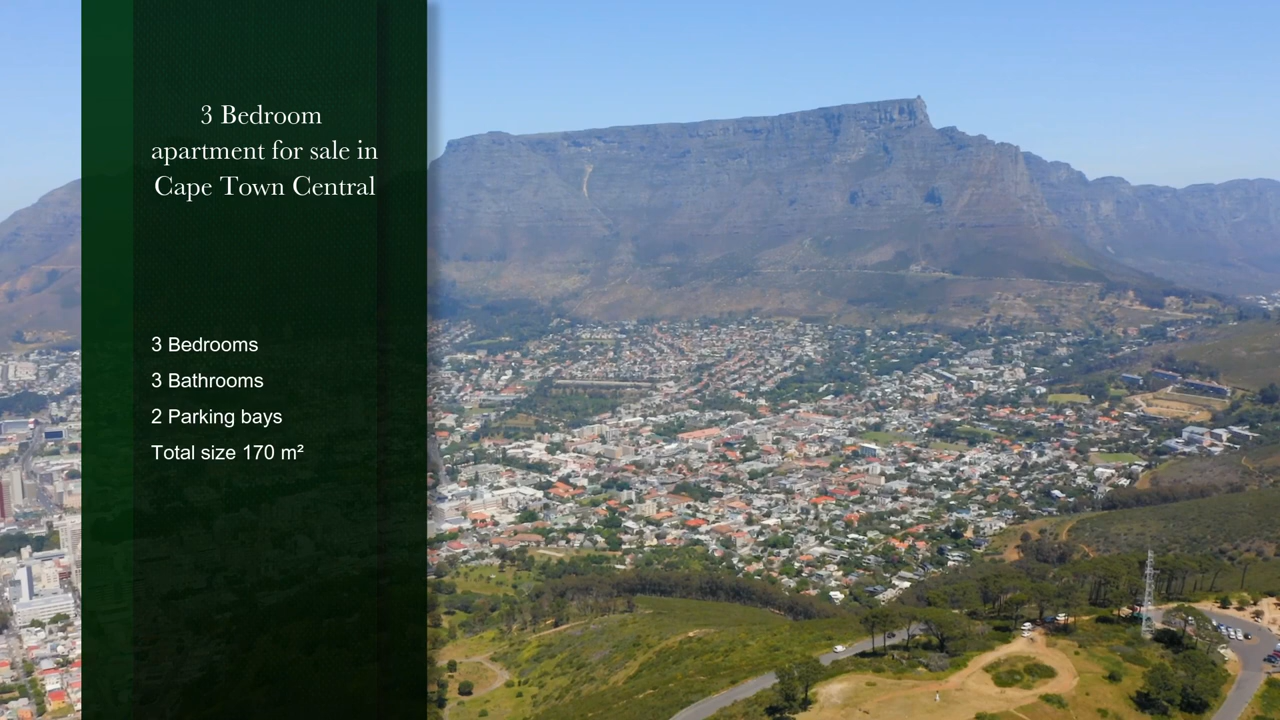 3 Bedroom
apartment for sale in
Cape Town Central
3 Bedrooms
3 Bathrooms
2 Parking bays
Total size 170 m²